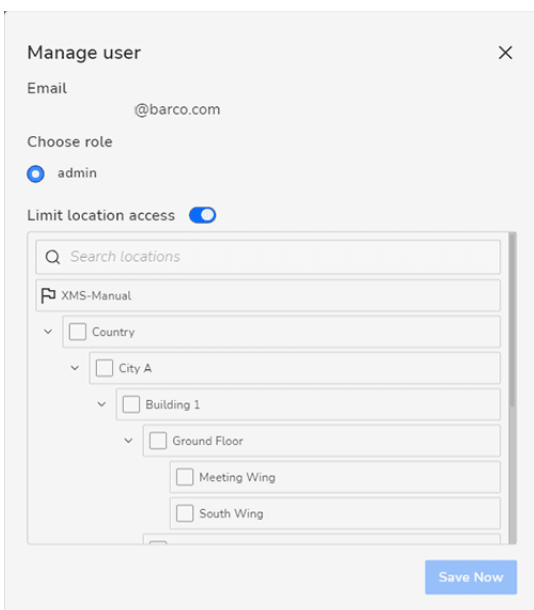 Manage user
Email
@barco.com
Choose role
admin
Limit location access
Search locations
XMS-Manual
Country
City A
Building 1
Ground Floor
Meeting Wing
South Wing
Save Now